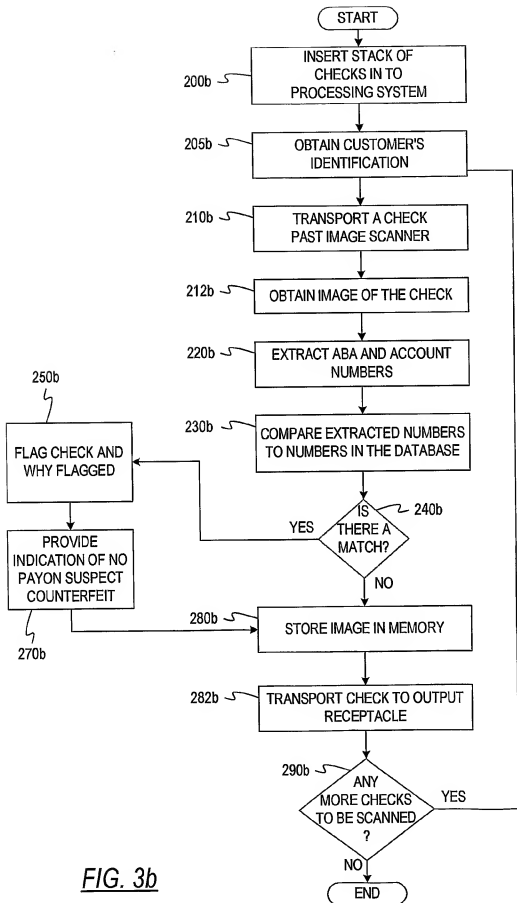 START
INSERT STACK OF
CHECKS IN TO
PROCESSING SYSTEM
200b
205b
OBTAIN CUSTOMER'S
IDENTIFICATION
210b
TRANSPORT A CHECK
PAST IMAGE SCANNER
212b
OBTAIN IMAGE OF THE CHECK
220b
EXTRACT ABA AND ACCOUNT
NUMBERS
250b
230b
COMPARE EXTRACTED NUMBERS
TO NUMBERS IN THE DATABASE
FLAG CHECK AND
WHY FLAGGED
240b
IS
THERE A
MATCH?
YES
NO
PROVIDE
INDICATION OF NO
PAYON SUSPECT
COUNTERFEIT
270b
280b
STORE IMAGE IN MEMORY
282b
TRANSPORT CHECK TO OUTPUT
RECEPTACLE
290b
ANY
MORE CHECKS
TO BE SCANNED
?
YES
NO
END
FIG. 3b